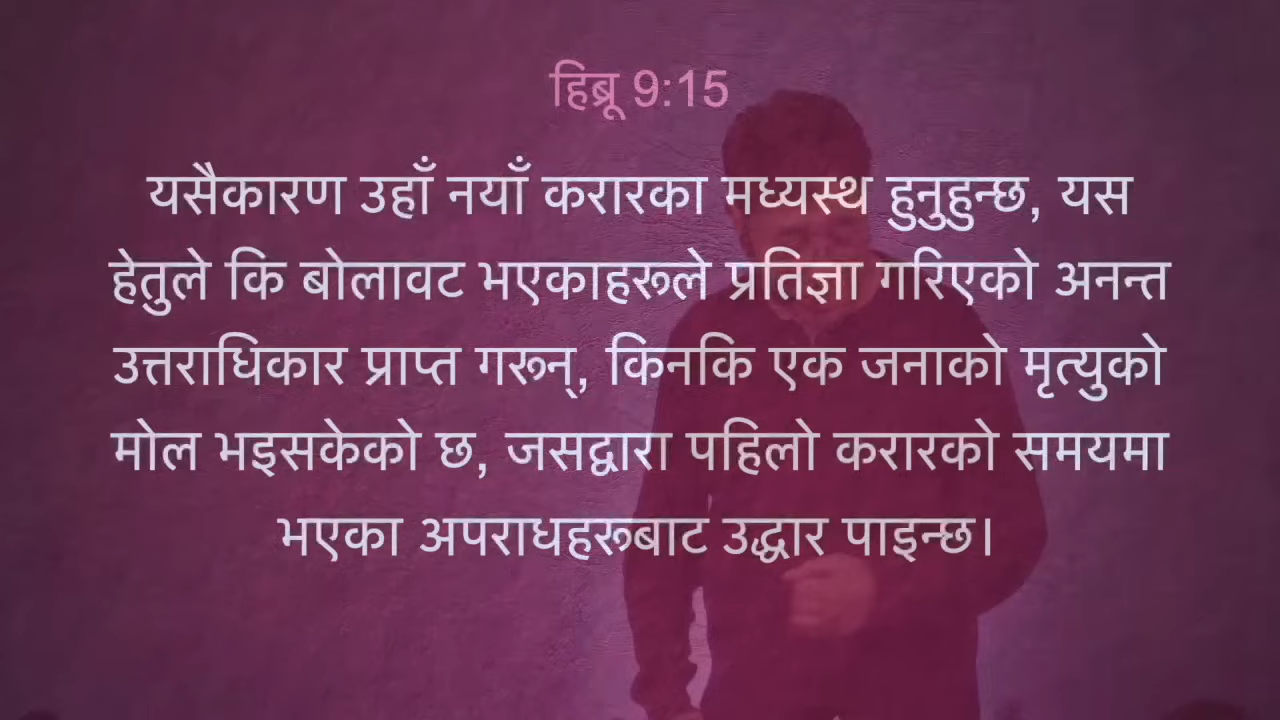 हिब्रू 9:15
यसैकारण उहाँ नयाँ करारका मध्यस्थ हुनुहुन्छ, यस
हेतुले कि बोलावट भएकाहरूले प्रतिज्ञा गरिएको अनन्त
उत्तराधिकार प्राप्त गरून्, किनकि एक जनाको मृत्युको
मोल भइसकेको छ, जसद्वारा पहिलो करारको समयमा
भएका अपराधहरूबाट उद्धार पाइन्छ।